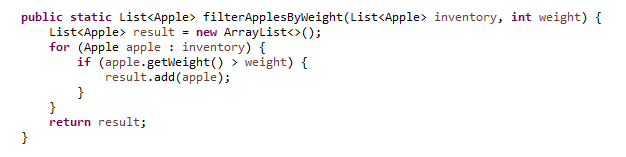 public static List<Apple> filterApplesByWeight(List<Apple> inventory, int weight) {
    List<Apple> result = new ArrayList<>();
    for (Apple apple : inventory) {
        if (apple.getWeight() > weight) {
            result.add(apple);
        }
    }
    return result;
}